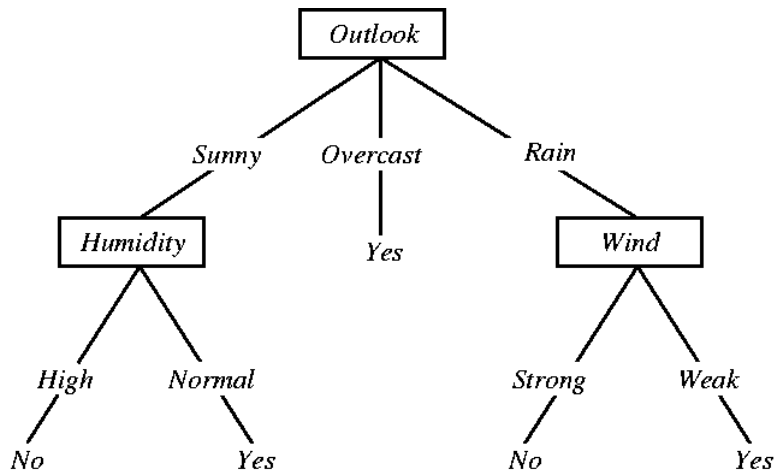 Outlook
Sunny Overcast Rain
Humidity Yes Wind
High Normal Strong Weak
No Yes No Yes